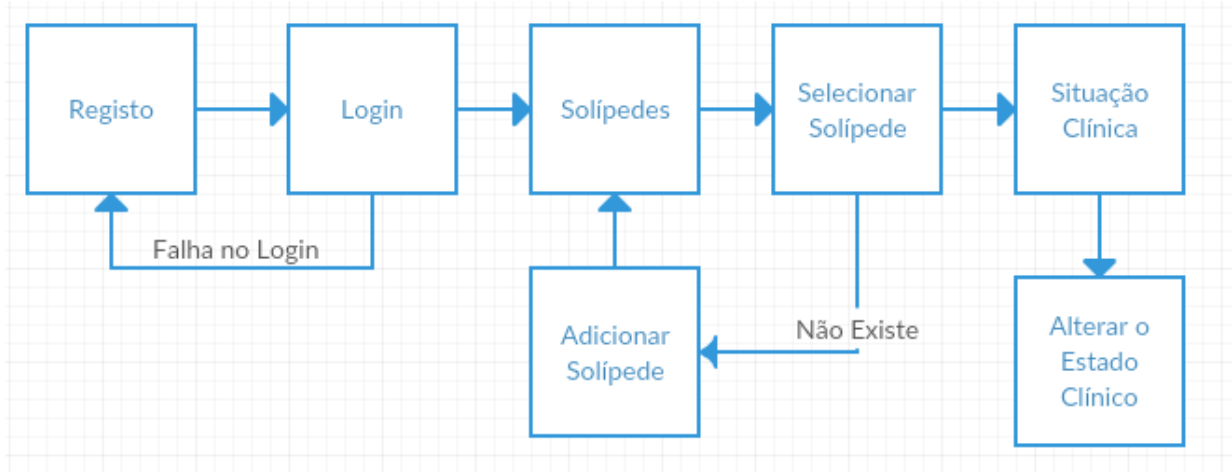 Registo
Login
Solípedes
Selecionar
Solípede
Situação
Clínica
Falha no Login
Não Existe
Adicionar
Solípede
Alterar o
Estado
Clínico